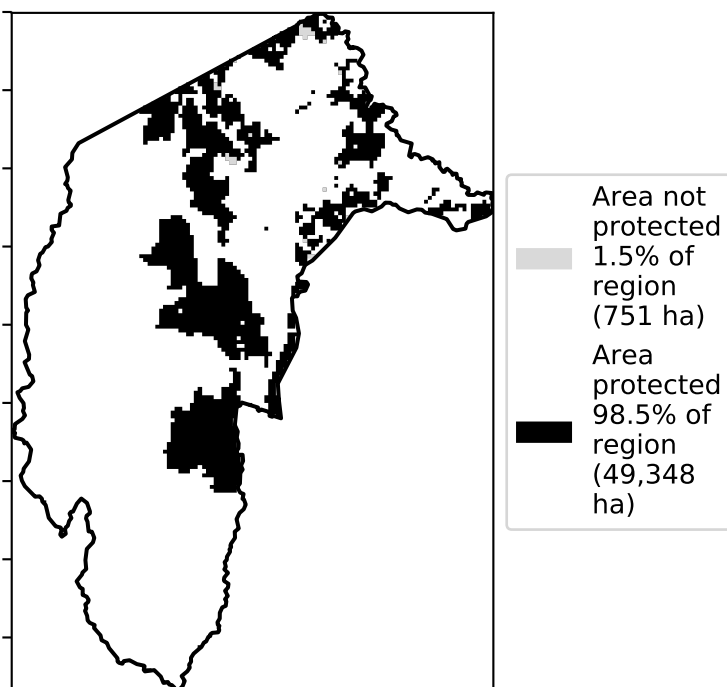 Area not
protected
1.5% of
region
(751 ha)
Area
protected
98.5% of
region
(49,348
ha)